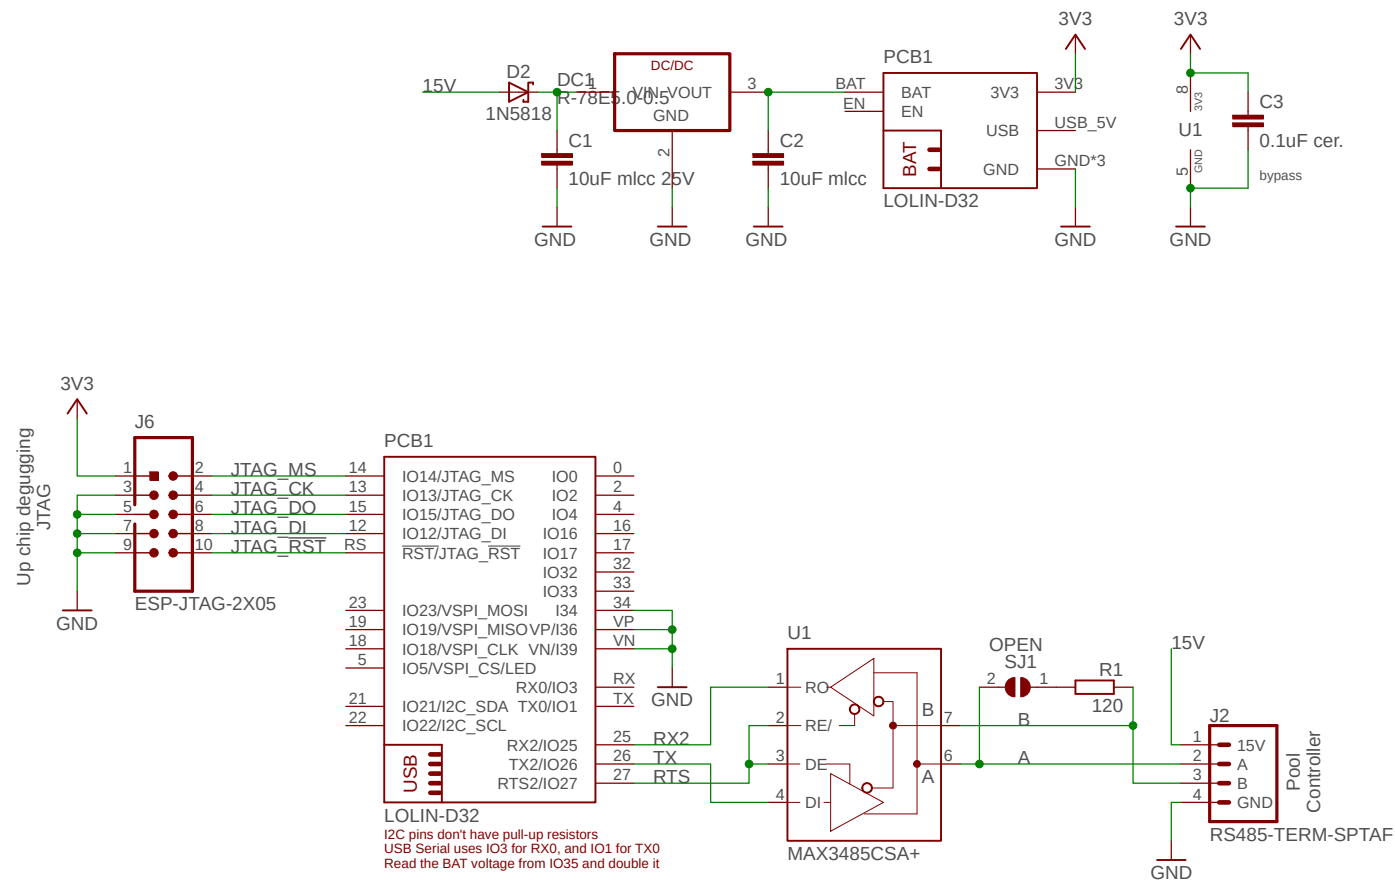 3V3
3V3
PCB1
D2
DC1
DC/DC
15V
1
R-78E5.0-0.5
VIN
VOUT
GND
3
2
1N5818
BAT
EN
BAT
EN
3V3
USB
GND
3V3
USB_5V
GND*3
BAT
LOLIN-D32
C1
10uF mlcc 25V
C2
10uF mlcc
8
3V3
U1
5
GND
C3
0.1uF cer.
bypass
GND
GND
GND
GND
GND
3V3
Up chip degugging
JTAG
J6
1
3
5
7
9
2
4
6
8
10
JTAG_MS
JTAG_CK
JTAG_DO
JTAG_DI
JTAG_RST
ESP-JTAG-2X05
GND
PCB1
14
13
15
12
RS
23
19
18
5
21
22
IO14/JTAG_MS
IO13/JTAG_CK
IO15/JTAG_DO
IO12/JTAG_DI
RST/JTAG_RST
IO23/VSPI_MOSI
IO19/VSPI_MISO
IO18/VSPI_CLK
IO5/VSPI_CS/LED
IO21/I2C_SDA
IO22/I2C_SCL
IO0
IO2
IO4
IO16
IO17
IO32
IO33
I34
VP/I36
VN/I39
RX0/IO3
TX0/IO1
RX2/IO25
TX2/IO26
RTS2/IO27
0
2
4
16
17
32
33
34
VP
VN
RX
TX
25
26
27
RX2
TX
RTS
GND
USB
LOLIN-D32
I2C pins don't have pull-up resistors
USB Serial uses IO3 for RX0, and IO1 for TX0
Read the BAT voltage from IO35 and double it
U1
1
2
3
4
RO
RE/
DE
DI
B
A
7
6
B
A
MAX3485CSA+
OPEN
SJ1
2
1
R1
120
15V
J2
1
2
3
4
15V
A
B
GND
Pool
Controller
RS485-TERM-SPTAF
GND